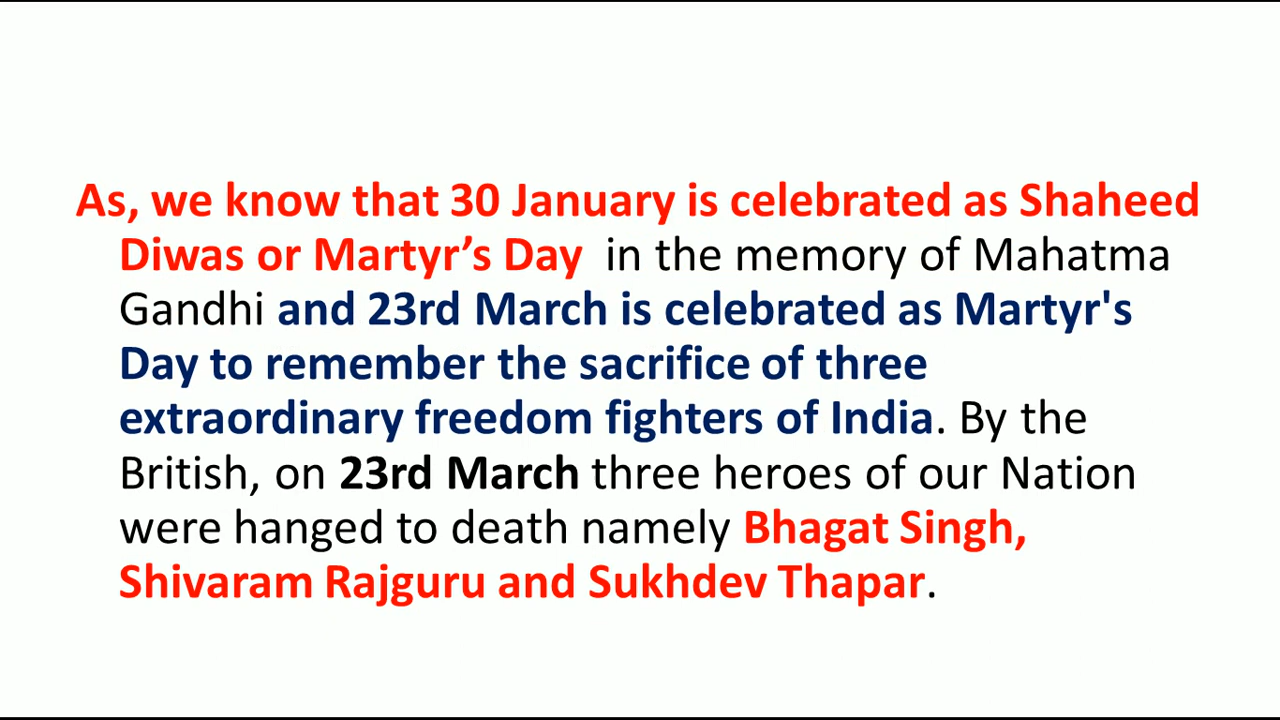 As, we know that 30 January is celebrated as Shaheed
Diwas or Martyr’s Day in the memory of Mahatma
Gandhi and 23rd March is celebrated as Martyr's
Day to remember the sacrifice of three
extraordinary freedom fighters of India. By the
British, on 23rd March three heroes of our Nation
were hanged to death namely Bhagat Singh,
Shivaram Rajguru and Sukhdev Thapar.